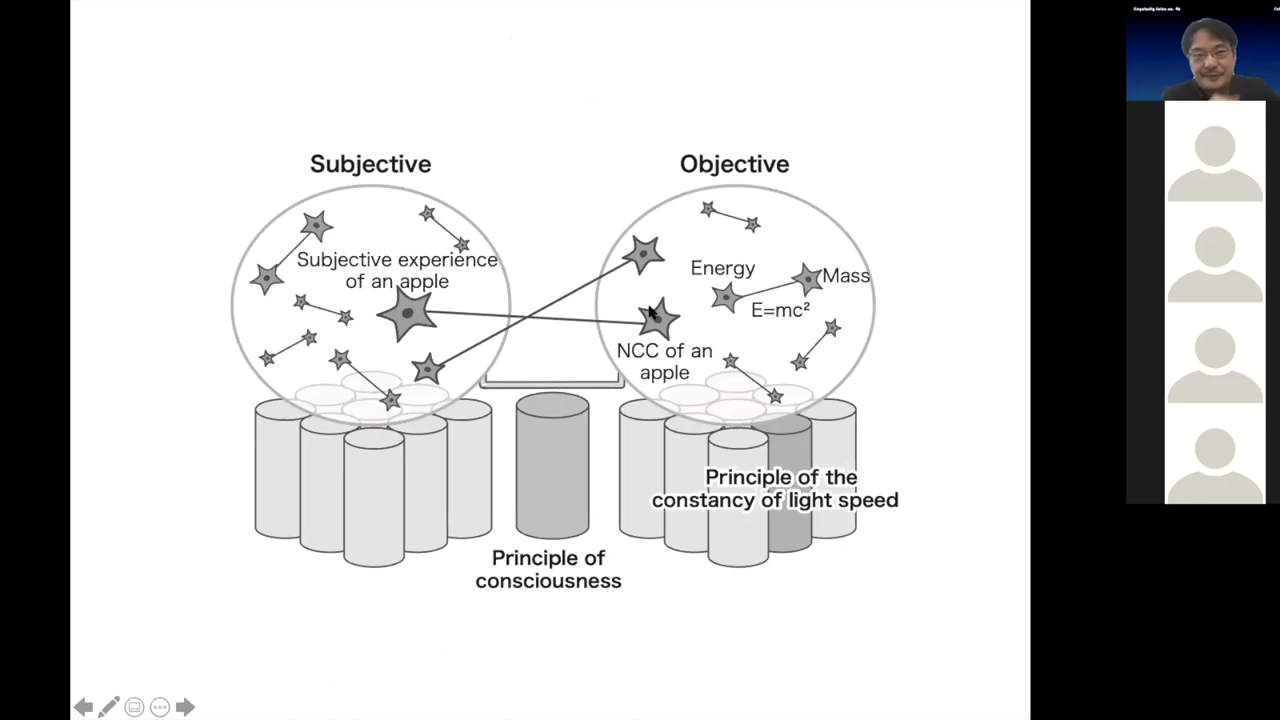 Subjective
Objective
Subjective experience
of an apple
Energy
Mass
E=mc²
NCC of an
apple
Principle of the
constancy of light speed
Principle of
consciousness